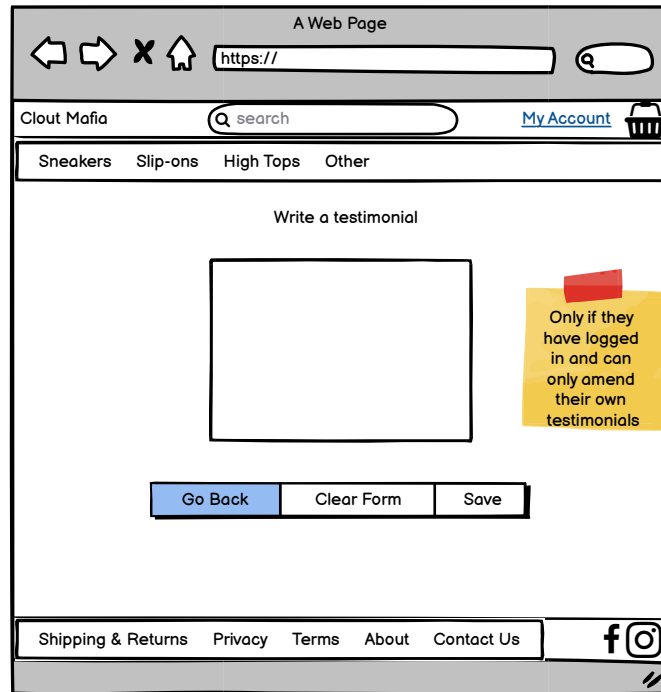 A Web Page
https://
Clout Mafia
search
My Account
Sneakers Slip-ons High Tops Other
Write a testimonial
Only if they
have logged
in and can
only amend
their own
testimonials
Go Back Clear Form Save
Shipping & Returns Privacy Terms About Contact Us